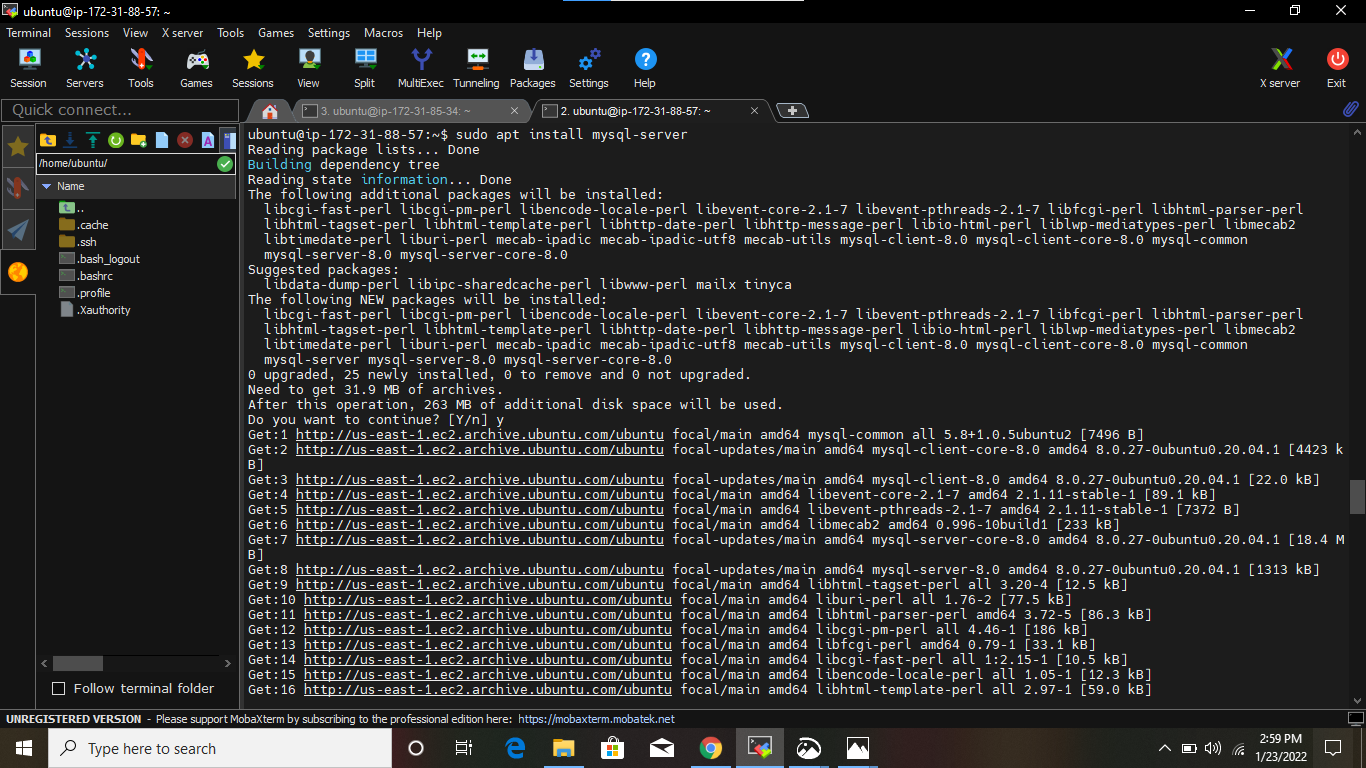 ubuntu@ip-172-31-88-57: ~
Terminal Sessions View X server Tools Games Settings Macros Help
Session Servers Tools Games Sessions View Split MultiExec Tunneling Packages Settings Help X server Exit
Quick connect...
3. ubuntu@ip-172-31-85-34: ~
2. ubuntu@ip-172-31-88-57: ~
/home/ubuntu/
Name
..
.cache
.ssh
.bash_logout
.bashrc
.profile
.Xauthority
Follow terminal folder
ubuntu@ip-172-31-88-57:~$ sudo apt install mysql-server
Reading package lists... Done
Building dependency tree
Reading state information... Done
The following additional packages will be installed:
  libcgi-fast-perl libcgi-pm-perl libencode-locale-perl libevent-core-2.1-7 libevent-pthreads-2.1-7 libfcgi-perl libhtml-parser-perl
  libhtml-tagset-perl libhtml-template-perl libhttp-date-perl libhttp-message-perl libio-html-perl liblwp-mediatypes-perl libmecab2
  libtimedate-perl liburi-perl mecab-ipadic mecab-ipadic-utf8 mecab-utils mysql-client-8.0 mysql-client-core-8.0 mysql-common
  mysql-server-8.0 mysql-server-core-8.0
Suggested packages:
  libdata-dump-perl libipc-sharedcache-perl libwww-perl mailx tinyca
The following NEW packages will be installed:
  libcgi-fast-perl libcgi-pm-perl libencode-locale-perl libevent-core-2.1-7 libevent-pthreads-2.1-7 libfcgi-perl libhtml-parser-perl
  libhtml-tagset-perl libhtml-template-perl libhttp-date-perl libhttp-message-perl libio-html-perl liblwp-mediatypes-perl libmecab2
  libtimedate-perl liburi-perl mecab-ipadic mecab-ipadic-utf8 mecab-utils mysql-client-8.0 mysql-client-core-8.0 mysql-common
  mysql-server mysql-server-8.0 mysql-server-core-8.0
0 upgraded, 25 newly installed, 0 to remove and 0 not upgraded.
Need to get 31.9 MB of archives.
After this operation, 263 MB of additional disk space will be used.
Do you want to continue? [Y/n] y
Get:1 http://us-east-1.ec2.archive.ubuntu.com/ubuntu focal/main amd64 mysql-common all 5.8+1.0.5ubuntu2 [7496 B]
Get:2 http://us-east-1.ec2.archive.ubuntu.com/ubuntu focal-updates/main amd64 mysql-client-core-8.0 amd64 8.0.27-0ubuntu0.20.04.1 [4423 k
B]
Get:3 http://us-east-1.ec2.archive.ubuntu.com/ubuntu focal-updates/main amd64 mysql-client-8.0 amd64 8.0.27-0ubuntu0.20.04.1 [22.0 kB]
Get:4 http://us-east-1.ec2.archive.ubuntu.com/ubuntu focal/main amd64 libevent-core-2.1-7 amd64 2.1.11-stable-1 [89.1 kB]
Get:5 http://us-east-1.ec2.archive.ubuntu.com/ubuntu focal/main amd64 libevent-pthreads-2.1-7 amd64 2.1.11-stable-1 [7372 B]
Get:6 http://us-east-1.ec2.archive.ubuntu.com/ubuntu focal/main amd64 libmecab2 amd64 0.996-10build1 [233 kB]
Get:7 http://us-east-1.ec2.archive.ubuntu.com/ubuntu focal-updates/main amd64 mysql-server-core-8.0 amd64 8.0.27-0ubuntu0.20.04.1 [18.4 M
B]
Get:8 http://us-east-1.ec2.archive.ubuntu.com/ubuntu focal-updates/main amd64 mysql-server-8.0 amd64 8.0.27-0ubuntu0.20.04.1 [1313 kB]
Get:9 http://us-east-1.ec2.archive.ubuntu.com/ubuntu focal/main amd64 libhtml-tagset-perl all 3.20-4 [12.5 kB]
Get:10 http://us-east-1.ec2.archive.ubuntu.com/ubuntu focal/main amd64 liburi-perl all 1.76-2 [77.5 kB]
Get:11 http://us-east-1.ec2.archive.ubuntu.com/ubuntu focal/main amd64 libhtml-parser-perl amd64 3.72-5 [86.3 kB]
Get:12 http://us-east-1.ec2.archive.ubuntu.com/ubuntu focal/main amd64 libcgi-pm-perl all 4.46-1 [186 kB]
Get:13 http://us-east-1.ec2.archive.ubuntu.com/ubuntu focal/main amd64 libfcgi-perl amd64 0.79-1 [33.1 kB]
Get:14 http://us-east-1.ec2.archive.ubuntu.com/ubuntu focal/main amd64 libcgi-fast-perl all 1:2.15-1 [10.5 kB]
Get:15 http://us-east-1.ec2.archive.ubuntu.com/ubuntu focal/main amd64 libencode-locale-perl all 1.05-1 [12.3 kB]
Get:16 http://us-east-1.ec2.archive.ubuntu.com/ubuntu focal/main amd64 libhtml-template-perl all 2.97-1 [59.0 kB]
UNREGISTERED VERSION - Please support MobaXterm by subscribing to the professional edition here: https://mobaxterm.mobatek.net
Type here to search
2:59 PM
1/23/2022